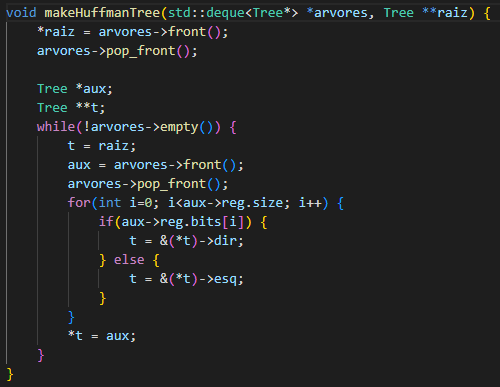 void makeHuffmanTree(std::deque<Tree*> *arvores, Tree **raiz) {
    *raiz = arvores->front();
    arvores->pop_front();

    Tree *aux;
    Tree **t;
    while(!arvores->empty()) {
        t = raiz;
        aux = arvores->front();
        arvores->pop_front();
        for(int i=0; i<aux->reg.size; i++) {
            if(aux->reg.bits[i]) {
                t = &(*t)->dir;
            } else {
                t = &(*t)->esq;
            }
        }
        *t = aux;
    }
}